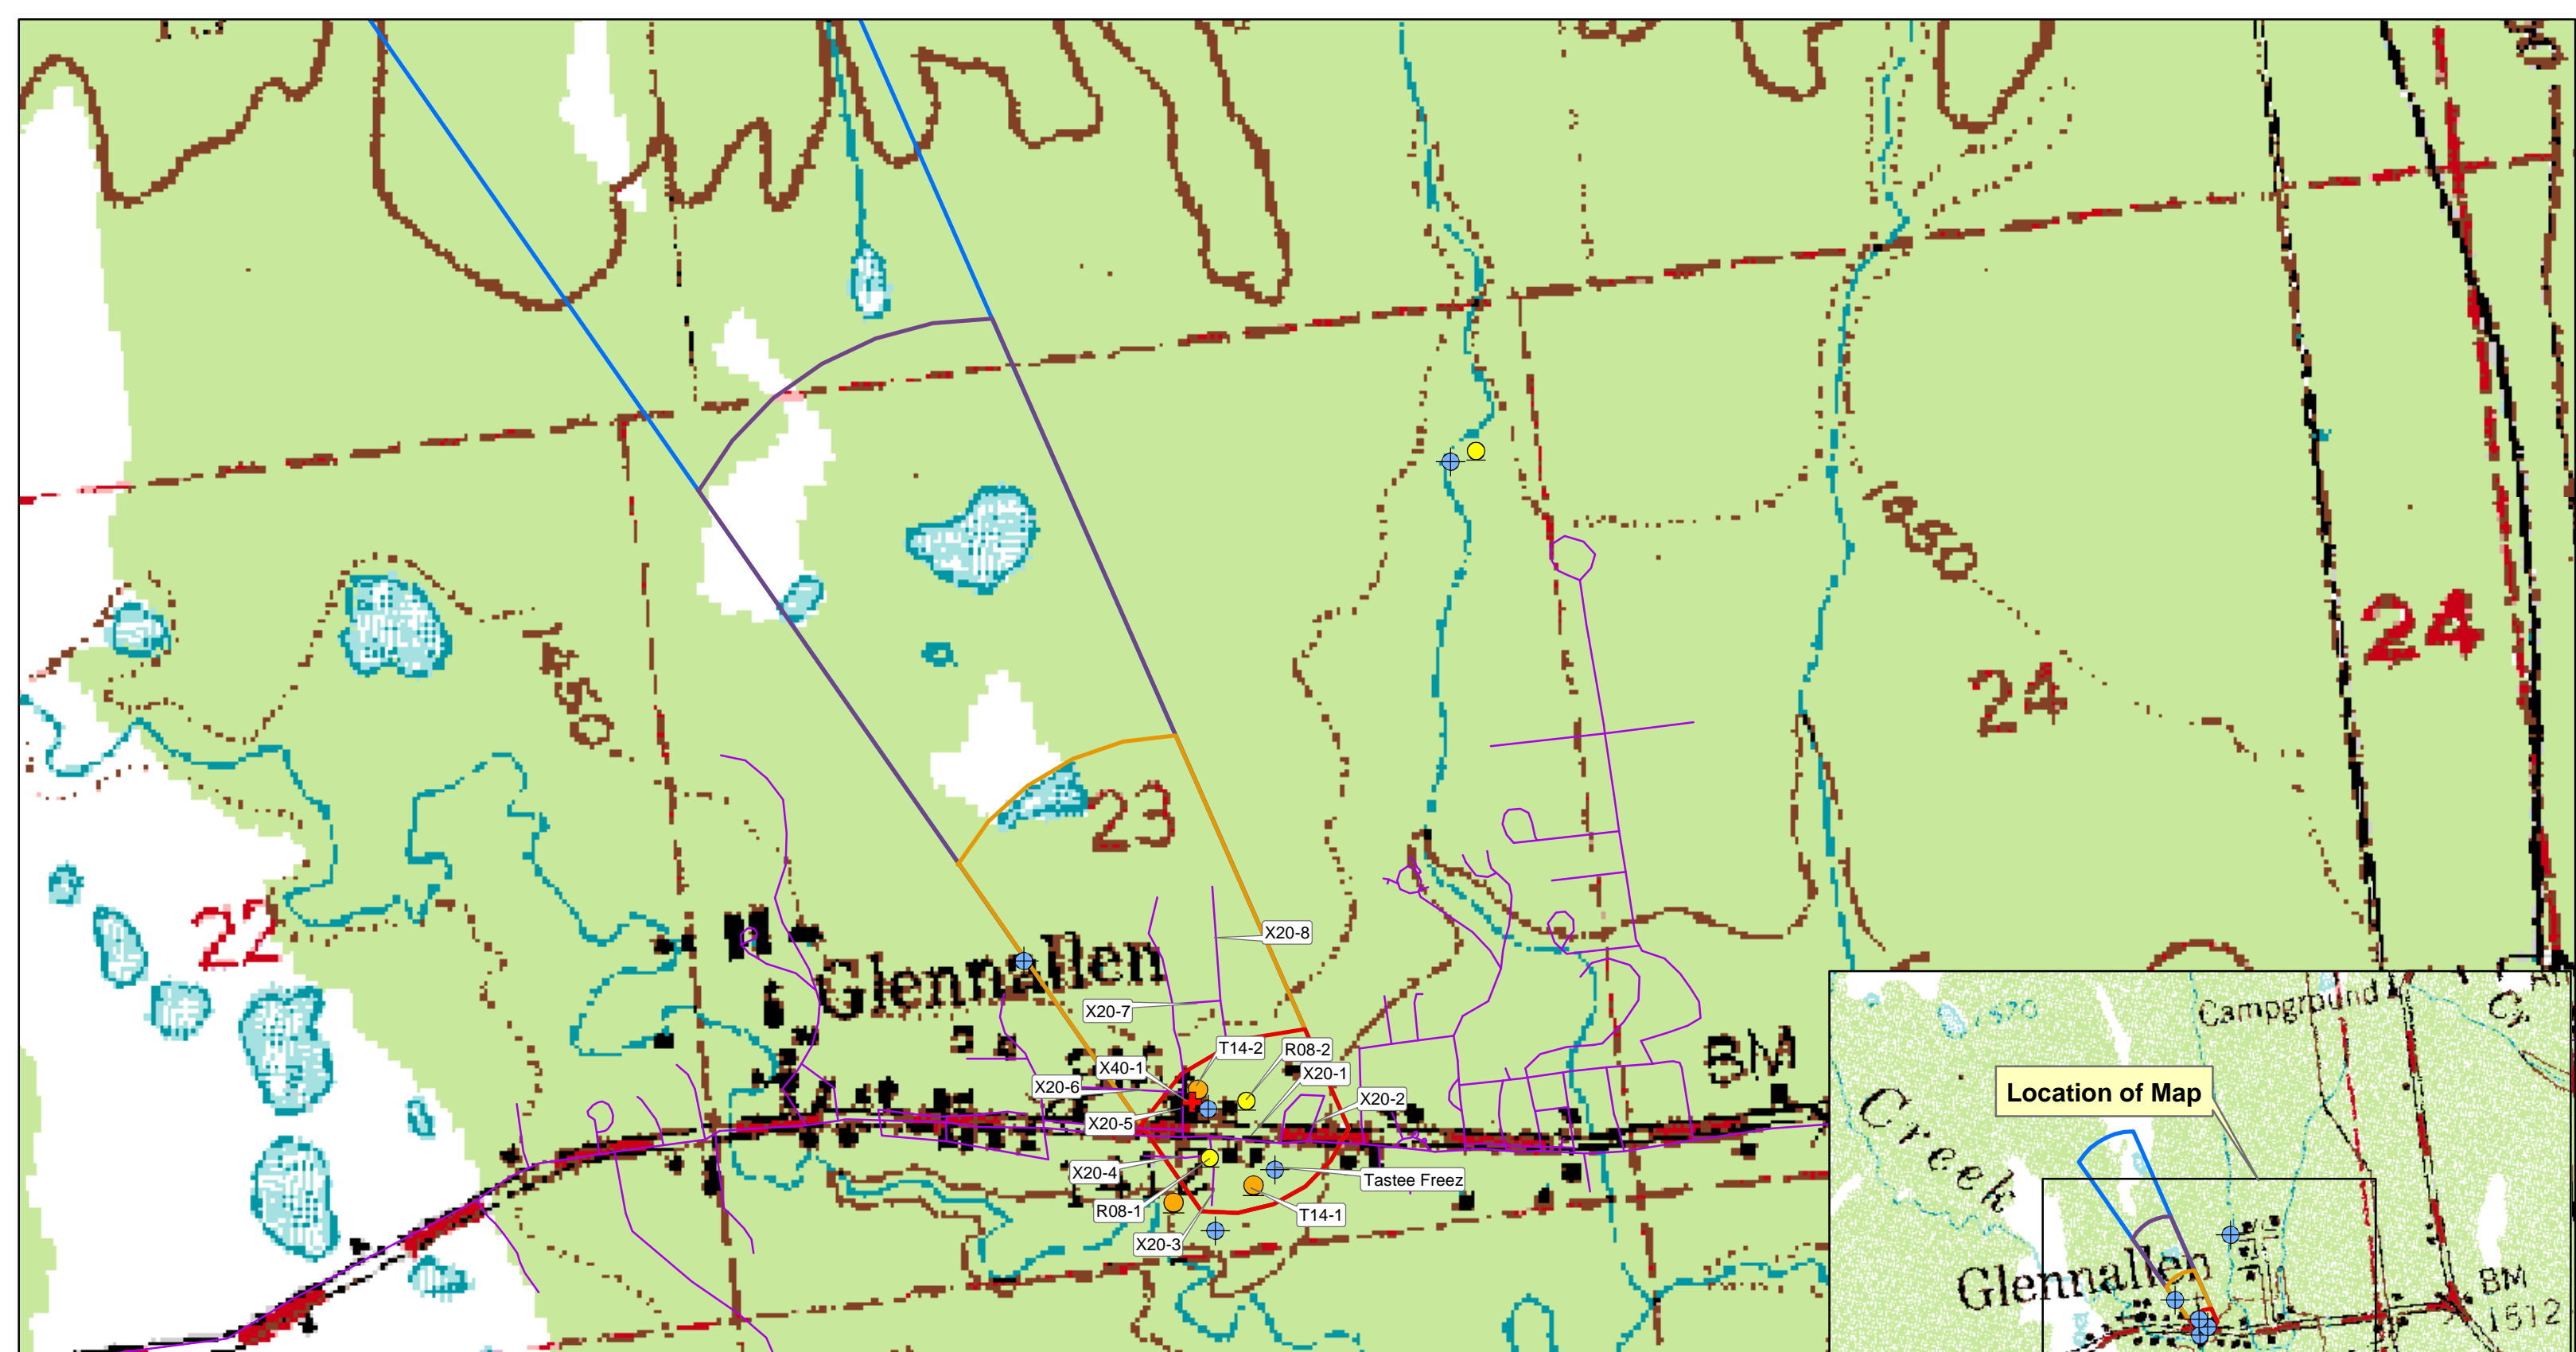 1450
1450
24
24
23
22
Glennallen
X20-8
X20-7
T14-2
R08-2
X40-1
X20-1
X20-6
X20-2
X20-5
X20-4
Tastee Freez
R08-1
T14-1
X20-3
BM
Campground
1570
Location of Map
Creek
Glennallen
BM
1512